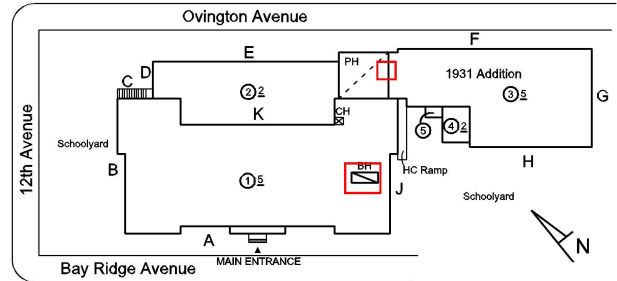 Ovington Avenue
E
F
PH
D
1931 Addition
C
② 2
③ 5
G
K
CH
⑤
④ 2
12th Avenue
Schoolyard
B
BH
HC Ramp
H
① 5
J
Schoolyard
A
N
MAIN ENTRANCE
Bay Ridge Avenue